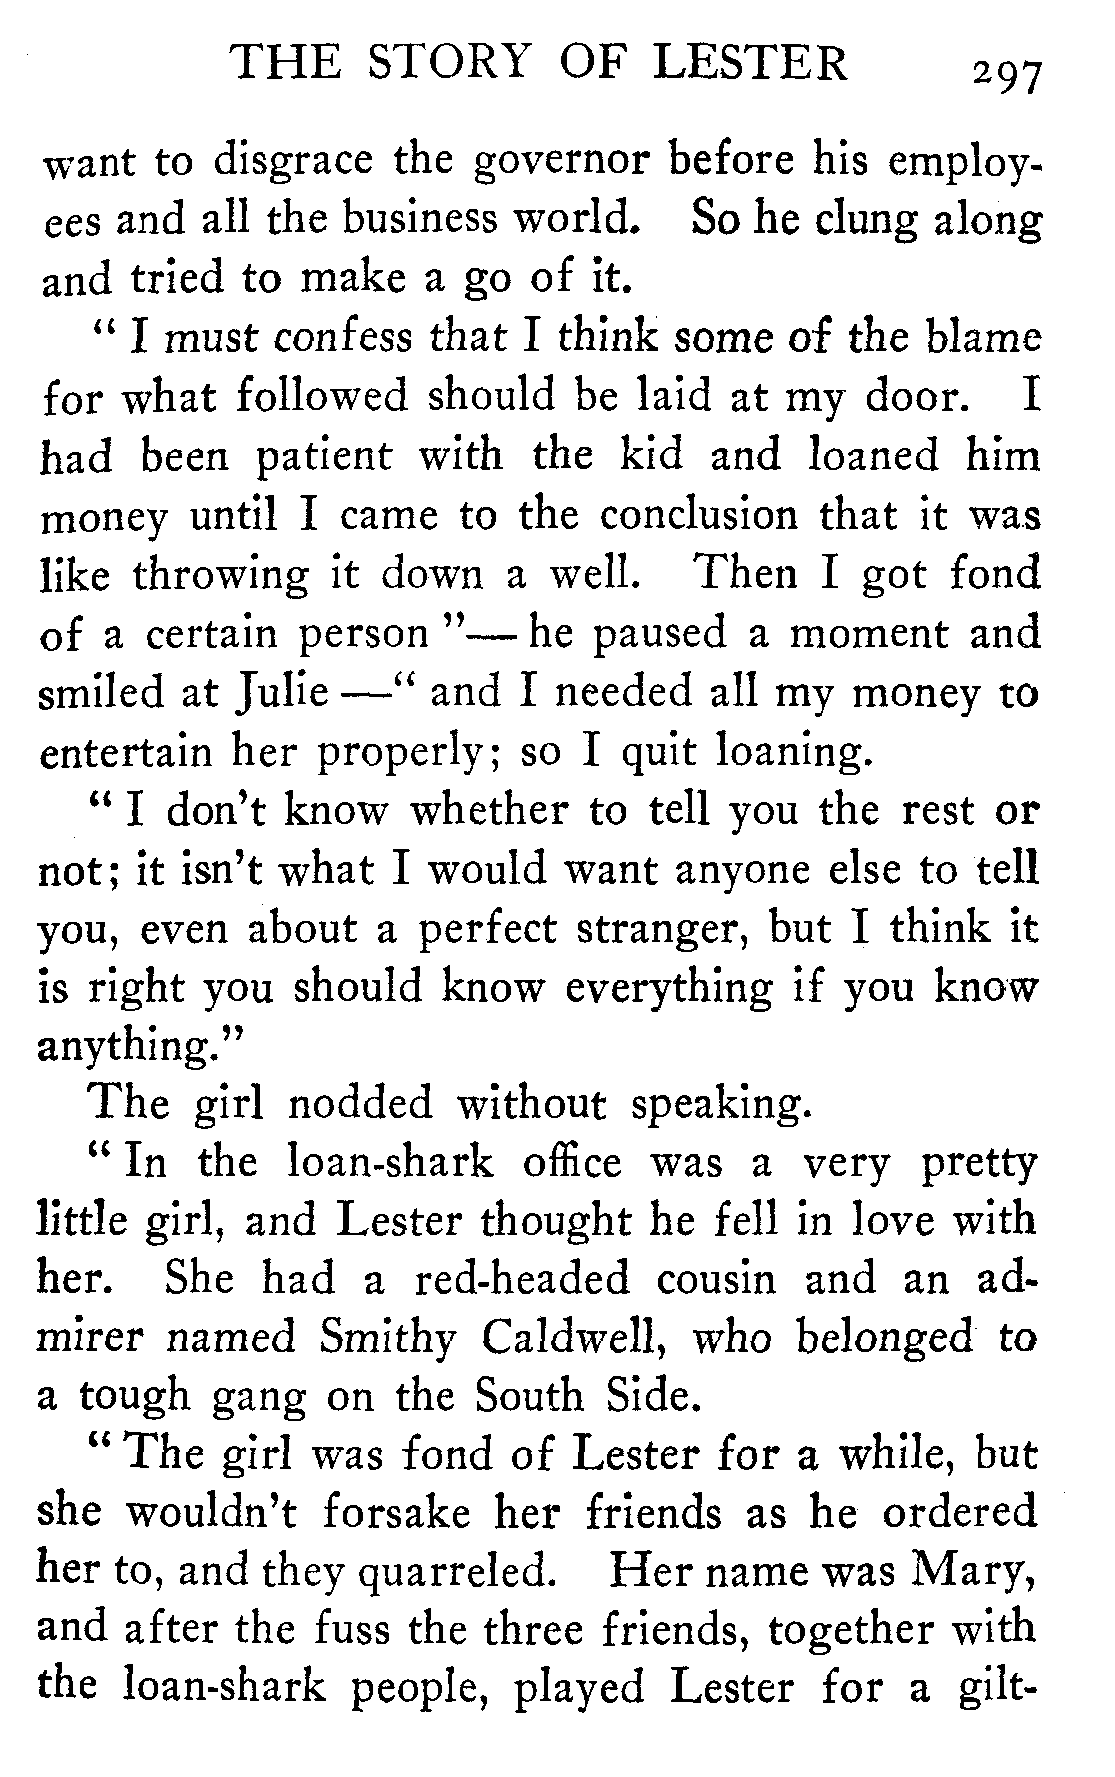 THE STORY OF LESTER 297
want to disgrace the governor before his employ-
ees and all the business world. So he clung along
and tried to make a go of it.
“ I must confess that I think some of the blame
for what followed should be laid at my door. I
had been patient with the kid and loaned him
money until I came to the conclusion that it was
like throwing it down a well. Then I got fond
of a certain person ”— he paused a moment and
smiled at Julie —“ and I needed all my money to
entertain her properly; so I quit loaning.
“ I don’t know whether to tell you the rest or
not; it isn’t what I would want anyone else to tell
you, even about a perfect stranger, but I think it
is right you should know everything if you know
anything.”
The girl nodded without speaking.
“ In the loan-shark office was a very pretty
little girl, and Lester thought he fell in love with
her. She had a red-headed cousin and an ad-
mirer named Smithy Caldwell, who belonged to
a tough gang on the South Side.
“ The girl was fond of Lester for a while, but
she wouldn’t forsake her friends as he ordered
her to, and they quarreled. Her name was Mary,
and after the fuss the three friends, together with
the loan-shark people, played Lester for a gilt-